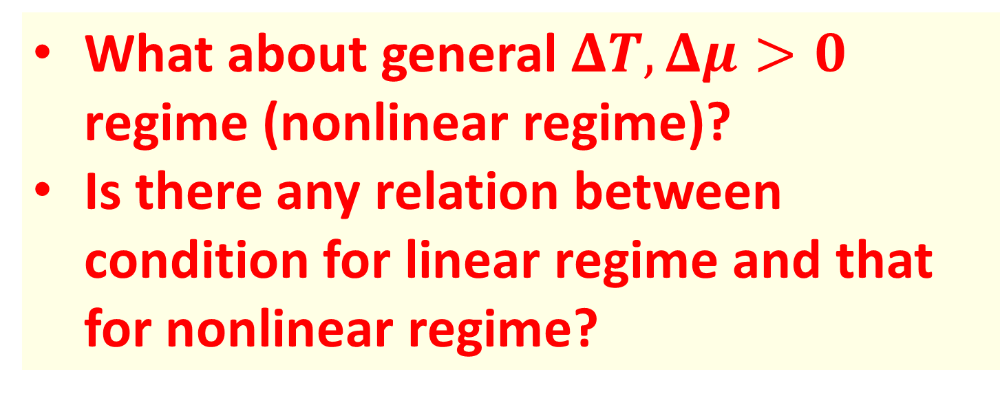 • What about general Δ𝑻, Δ𝝁 > 𝟎
regime (nonlinear regime)?
• Is there any relation between
condition for linear regime and that
for nonlinear regime?